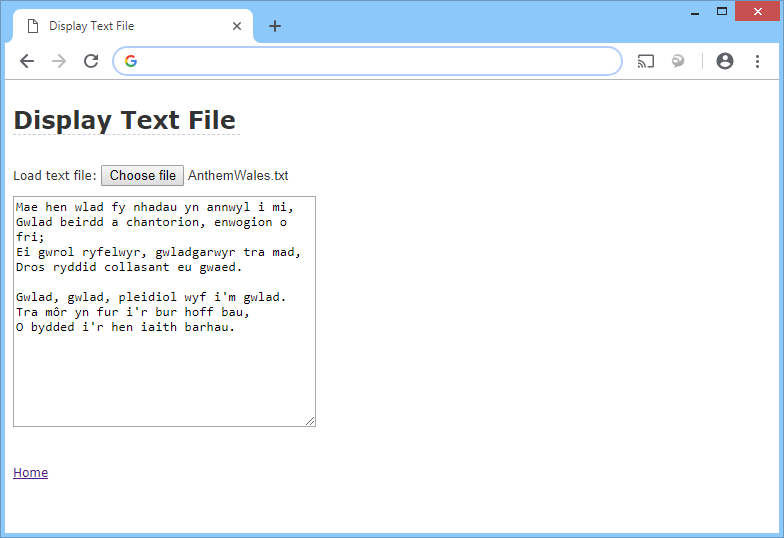 Display Text File
Display Text File
Load text file: Choose file AnthemWales.txt
Mae hen wlad fy nhadau yn annwyl i mi,
Gwlad beirdd a chantorion, enwogion o
fri;
Ei gwrol ryfelwyr, gwladgarwyr tra mad,
Dros ryddid collasant eu gwaed.

Gwlad, gwlad, pleidiol wyf i'm gwlad.
Tra môr yn fur i'r bur hoff bau,
O bydded i'r hen iaith barhau.
Home